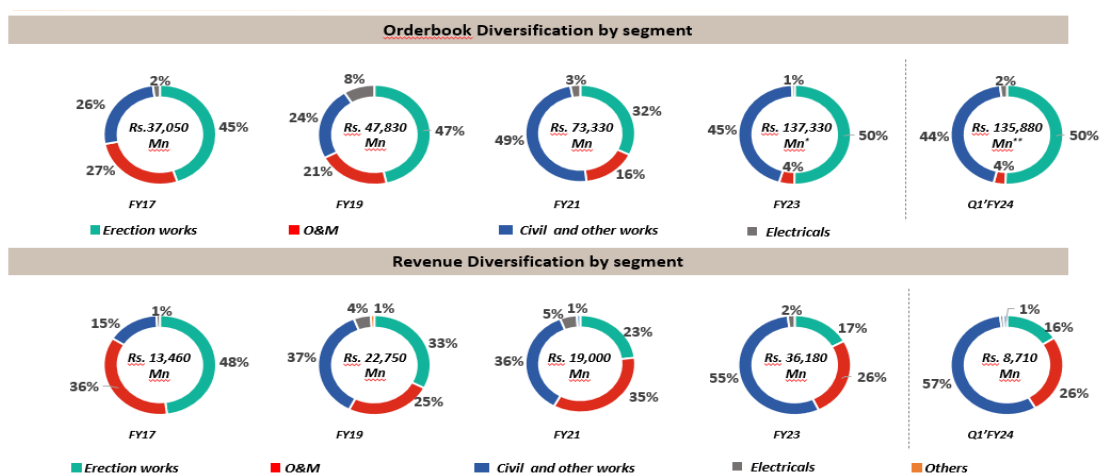 Orderbook Diversification by segment
2%
26%
45%
27%
Rs.37,050
Mn
FY17
8%
24%
47%
21%
Rs. 47,830
Mn
FY19
3%
32%
49%
16%
Rs. 73,330
Mn
FY21
1%
45%
50%
4%
Rs. 137,330
Mn*
FY23
2%
44%
50%
4%
Rs. 135,880
Mn**
Q1'FY24
Erection works
O&M
Civil and other works
Electricals
Revenue Diversification by segment
1%
15%
48%
36%
Rs. 13,460
Mn
FY17
4%
1%
37%
33%
25%
Rs. 22,750
Mn
FY19
5%
1%
23%
36%
35%
Rs. 19,000
Mn
FY21
2%
17%
55%
26%
Rs. 36,180
Mn
FY23
1%
16%
57%
26%
Rs. 8,710
Mn
Q1'FY24
Erection works
O&M
Civil and other works
Electricals
Others